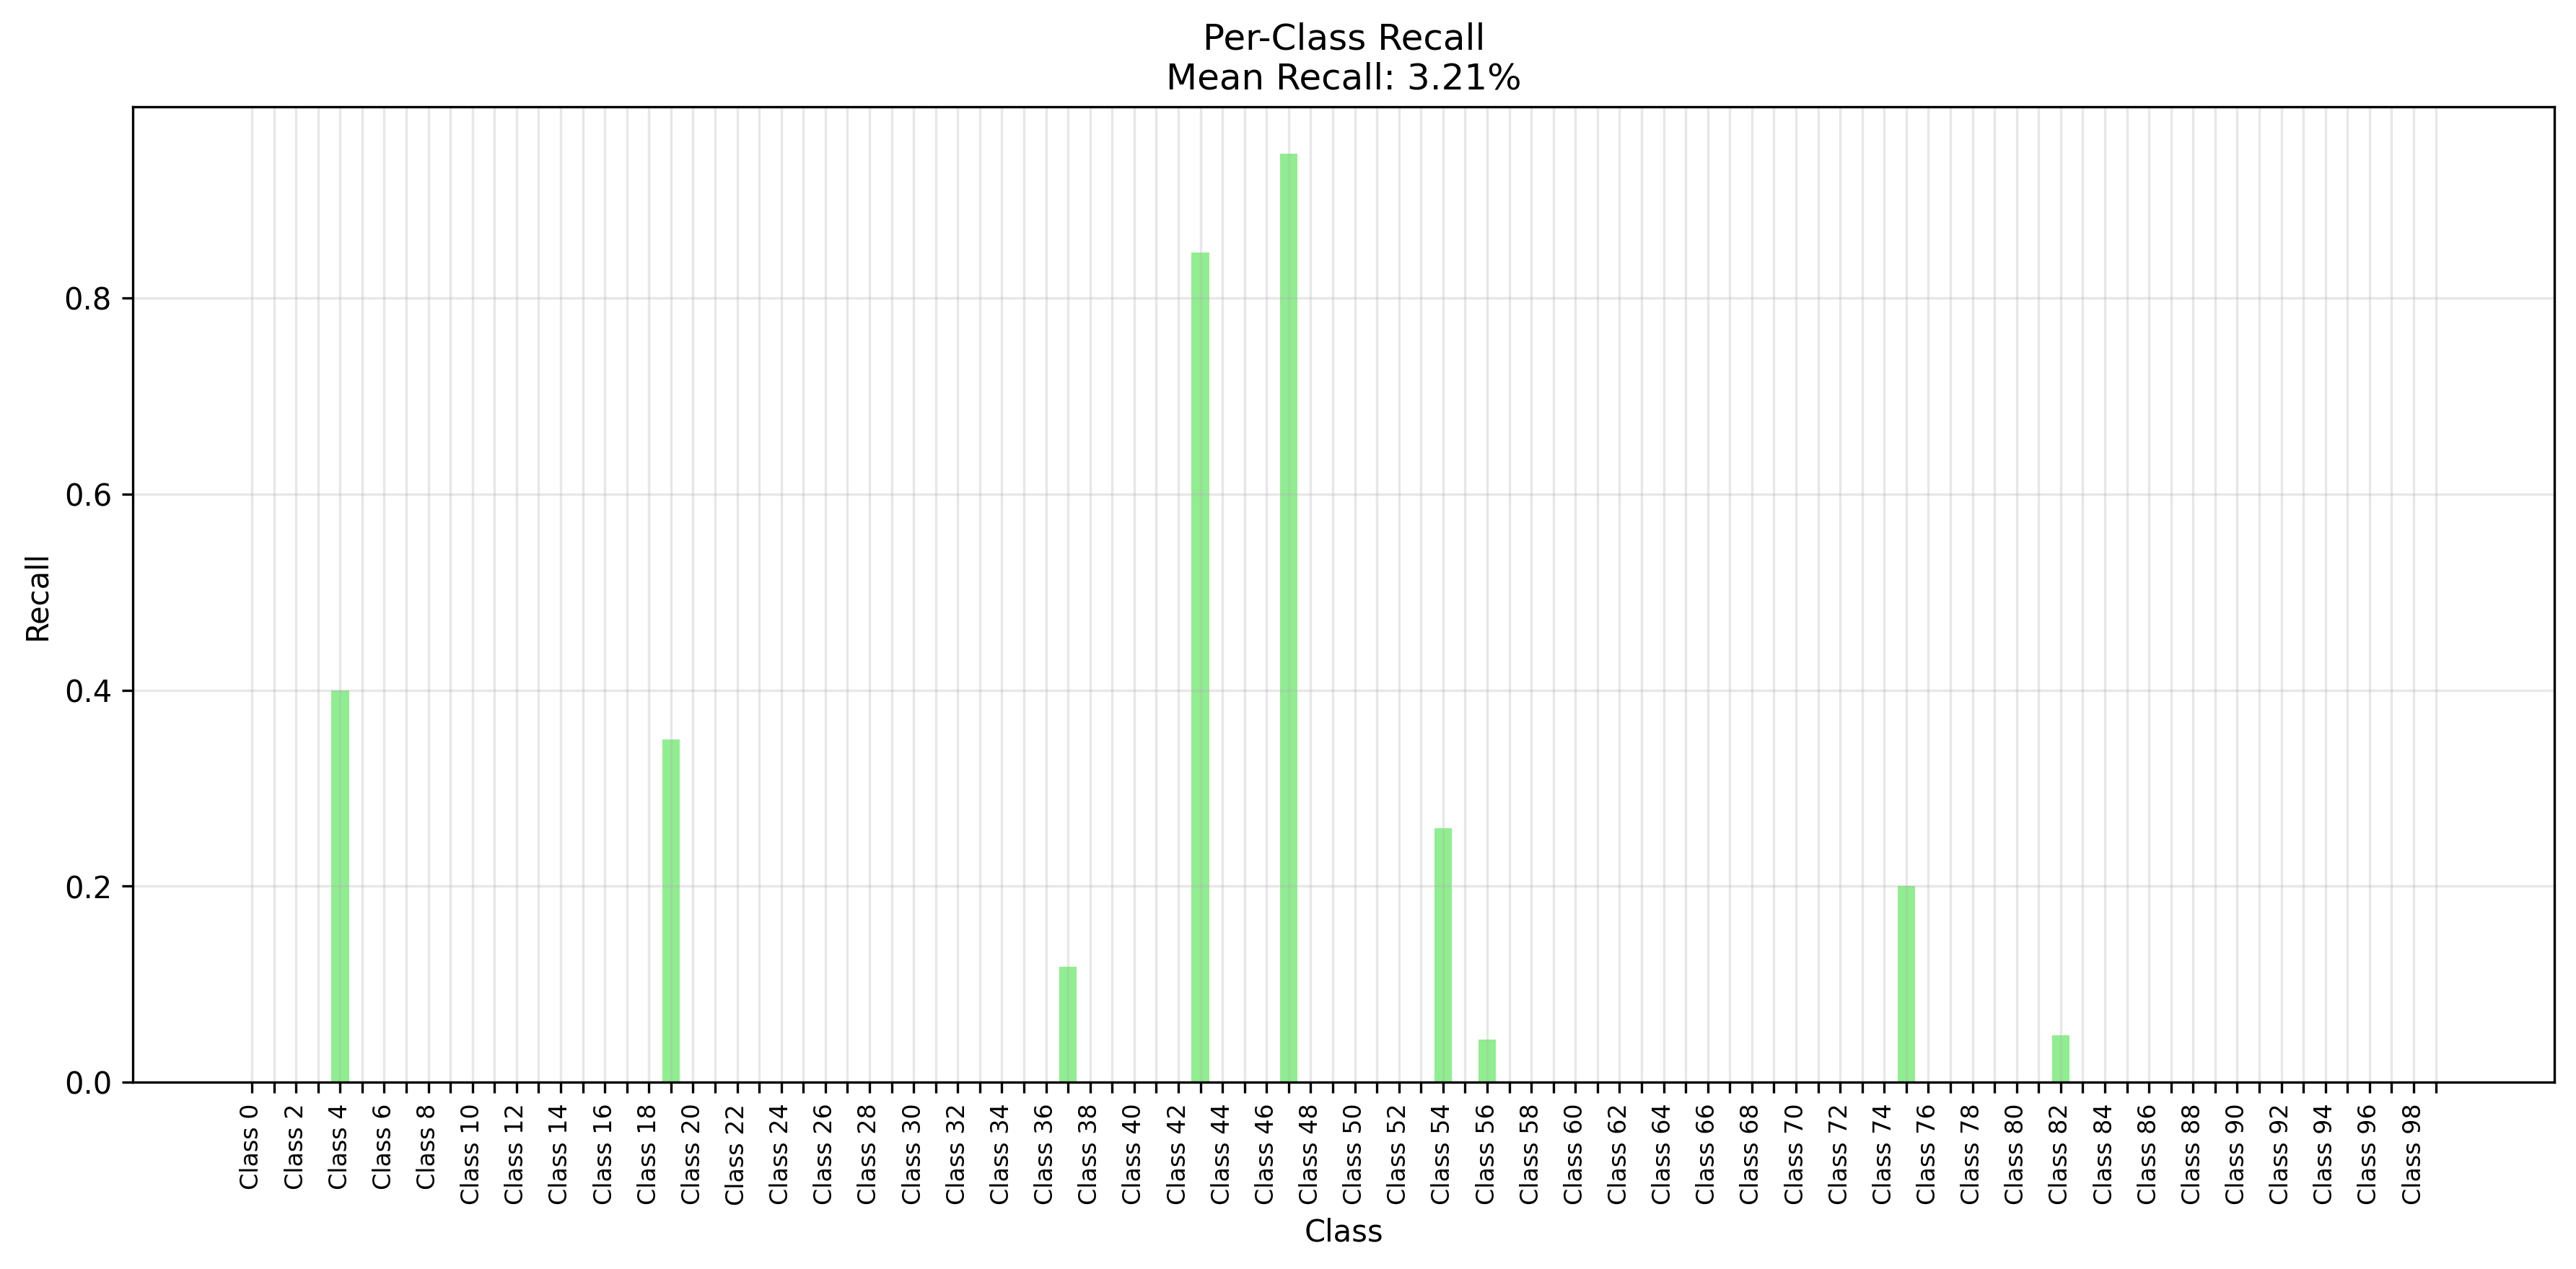 Per-Class Recall
Mean Recall: 3.21%
Recall
0.8
0.6
0.4
0.2
0.0
Class 0
Class 2
Class 4
Class 6
Class 8
Class 10
Class 12
Class 14
Class 16
Class 18
Class 20
Class 22
Class 24
Class 26
Class 28
Class 30
Class 32
Class 34
Class 36
Class 38
Class 40
Class 42
Class 44
Class 46
Class 48
Class 50
Class 52
Class 54
Class 56
Class 58
Class 60
Class 62
Class 64
Class 66
Class 68
Class 70
Class 72
Class 74
Class 76
Class 78
Class 80
Class 82
Class 84
Class 86
Class 88
Class 90
Class 92
Class 94
Class 96
Class 98
Class